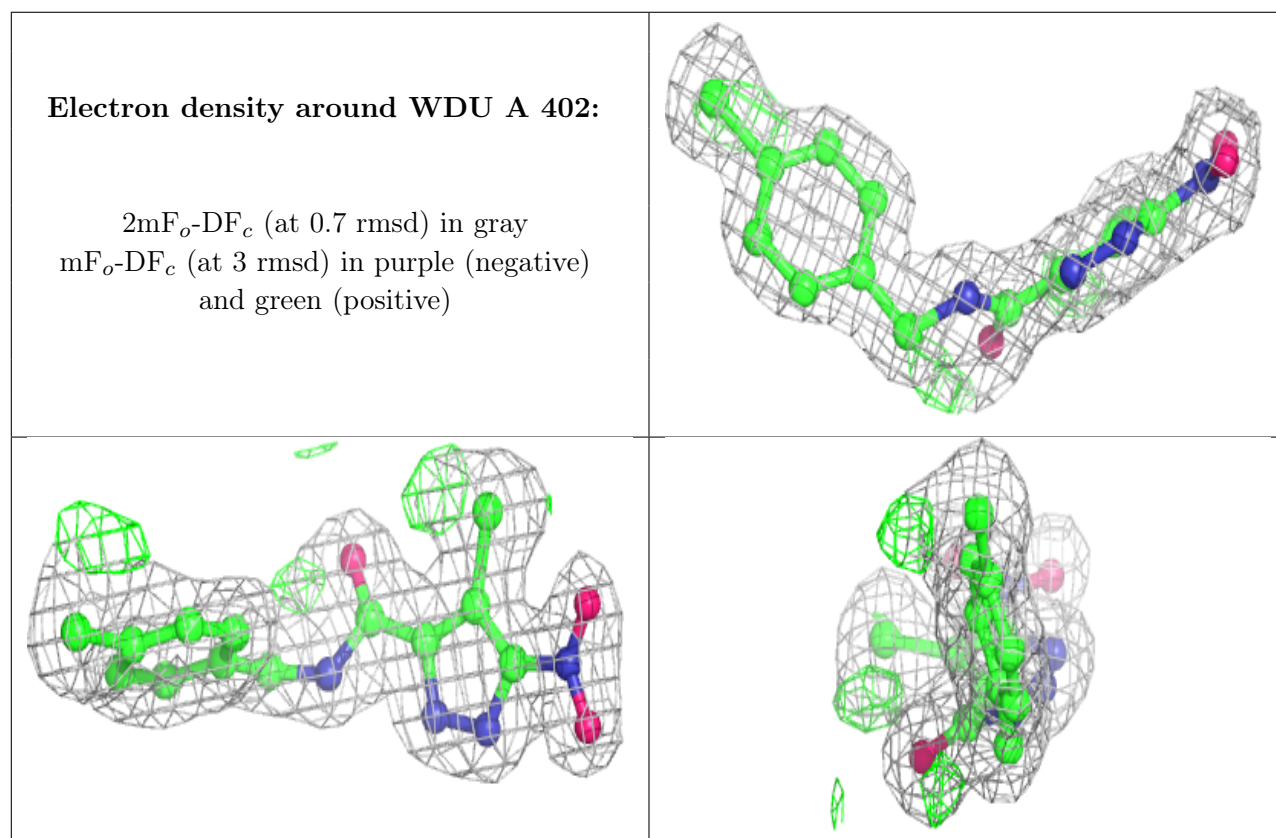 Electron density around WDU A 402:
2mFo-DFc (at 0.7 rmsd) in gray
mFo-DFc (at 3 rmsd) in purple (negative)
and green (positive)